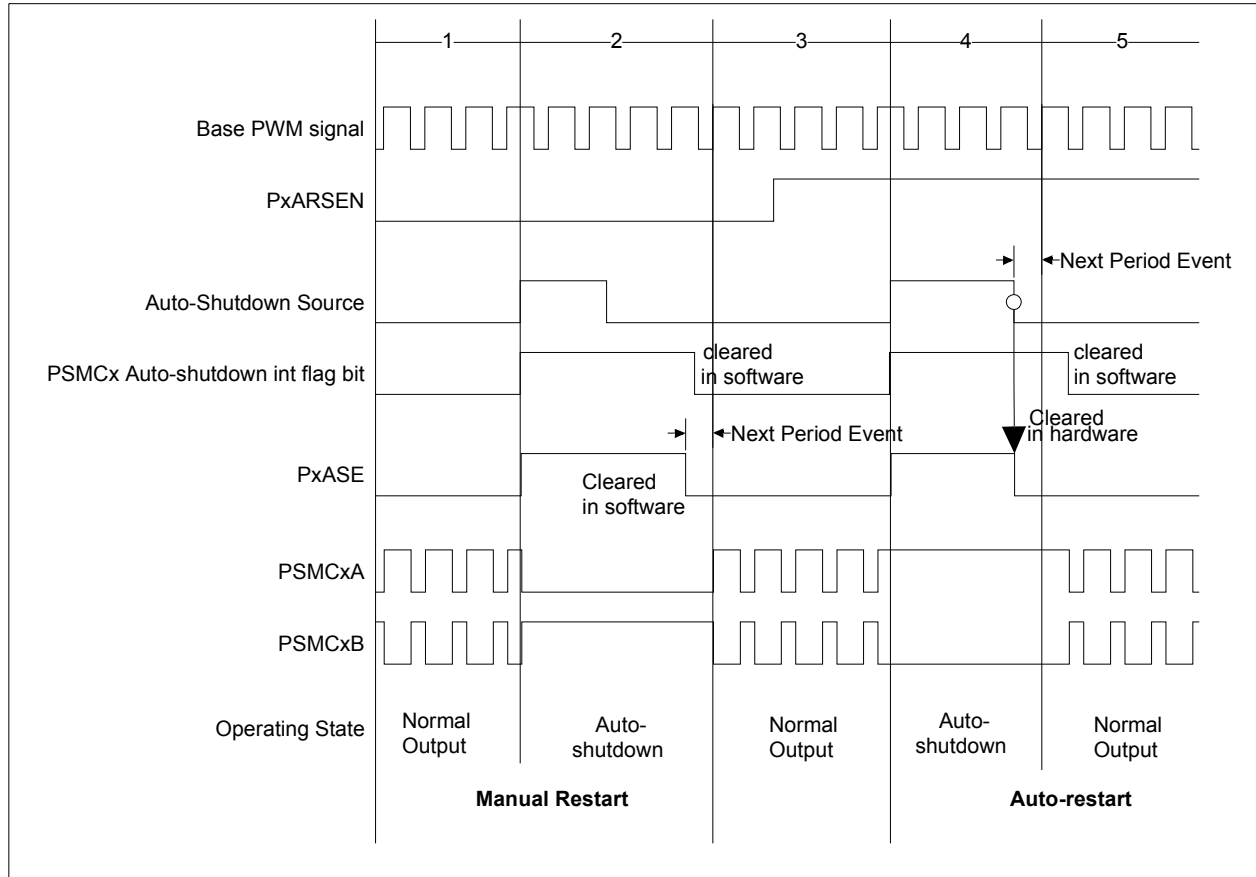 1 2 3 4 5
Base PWM signal
PxARSEN
Next Period Event
Auto-Shutdown Source
PSMCx Auto-shutdown int flag bit
cleared
in software
cleared
in software
Next Period Event
Cleared
in hardware
PxASE
Cleared
in software
PSMCxA
PSMCxB
Operating State
Normal
Output
Auto-
shutdown
Normal
Output
Auto-
shutdown
Normal
Output
Manual Restart
Auto-restart